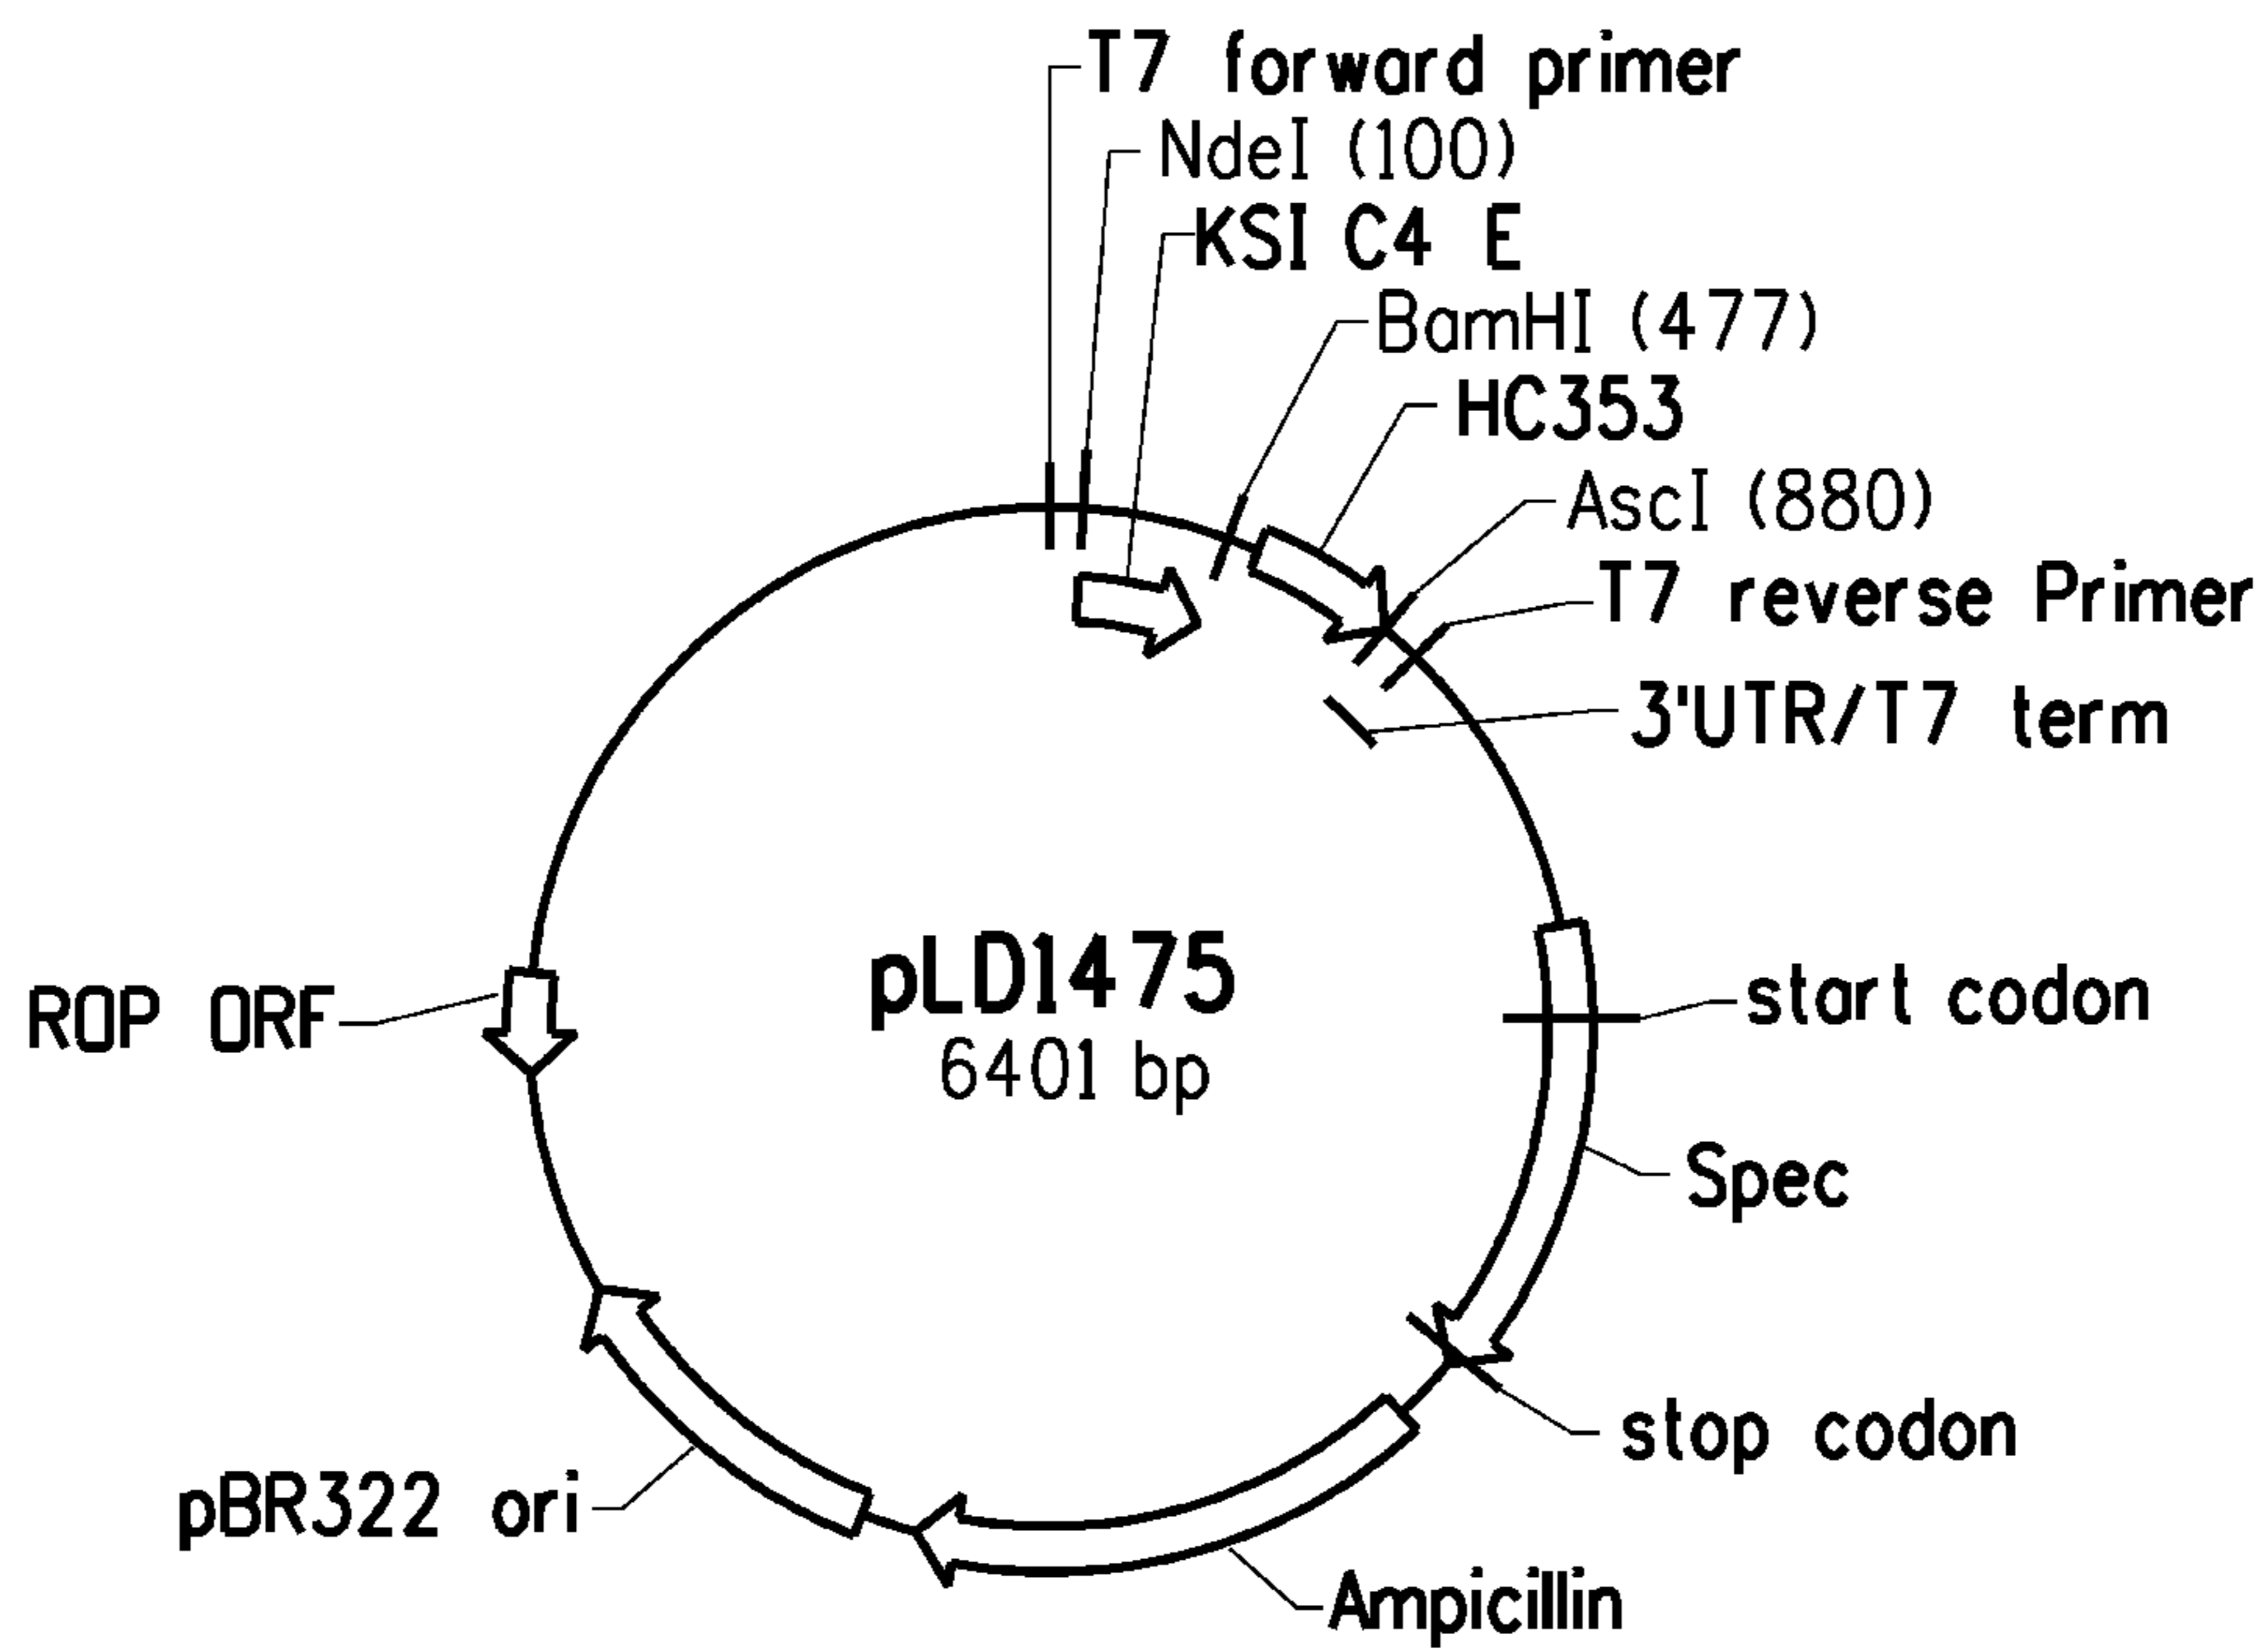 T7 forward primer
NdeI (100)
KSI C4 E
BamHI (477)
HC353
AscI (880)
T7 reverse Primer
3'UTR/T7 term
pLD1475
6401 bp
ROP ORF
start codon
Spec
stop codon
pBR322 ori
Ampicillin